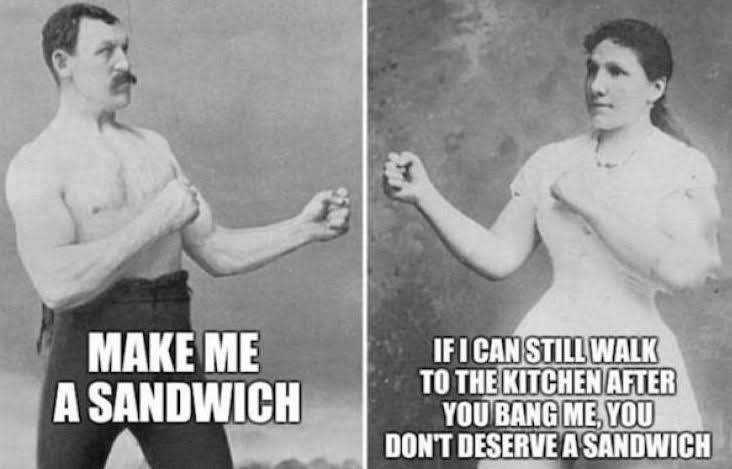 MAKE ME
A SANDWICH
IF I CAN STILL WALK
TO THE KITCHEN AFTER
YOU BANG ME, YOU
DON'T DESERVE A SANDWICH